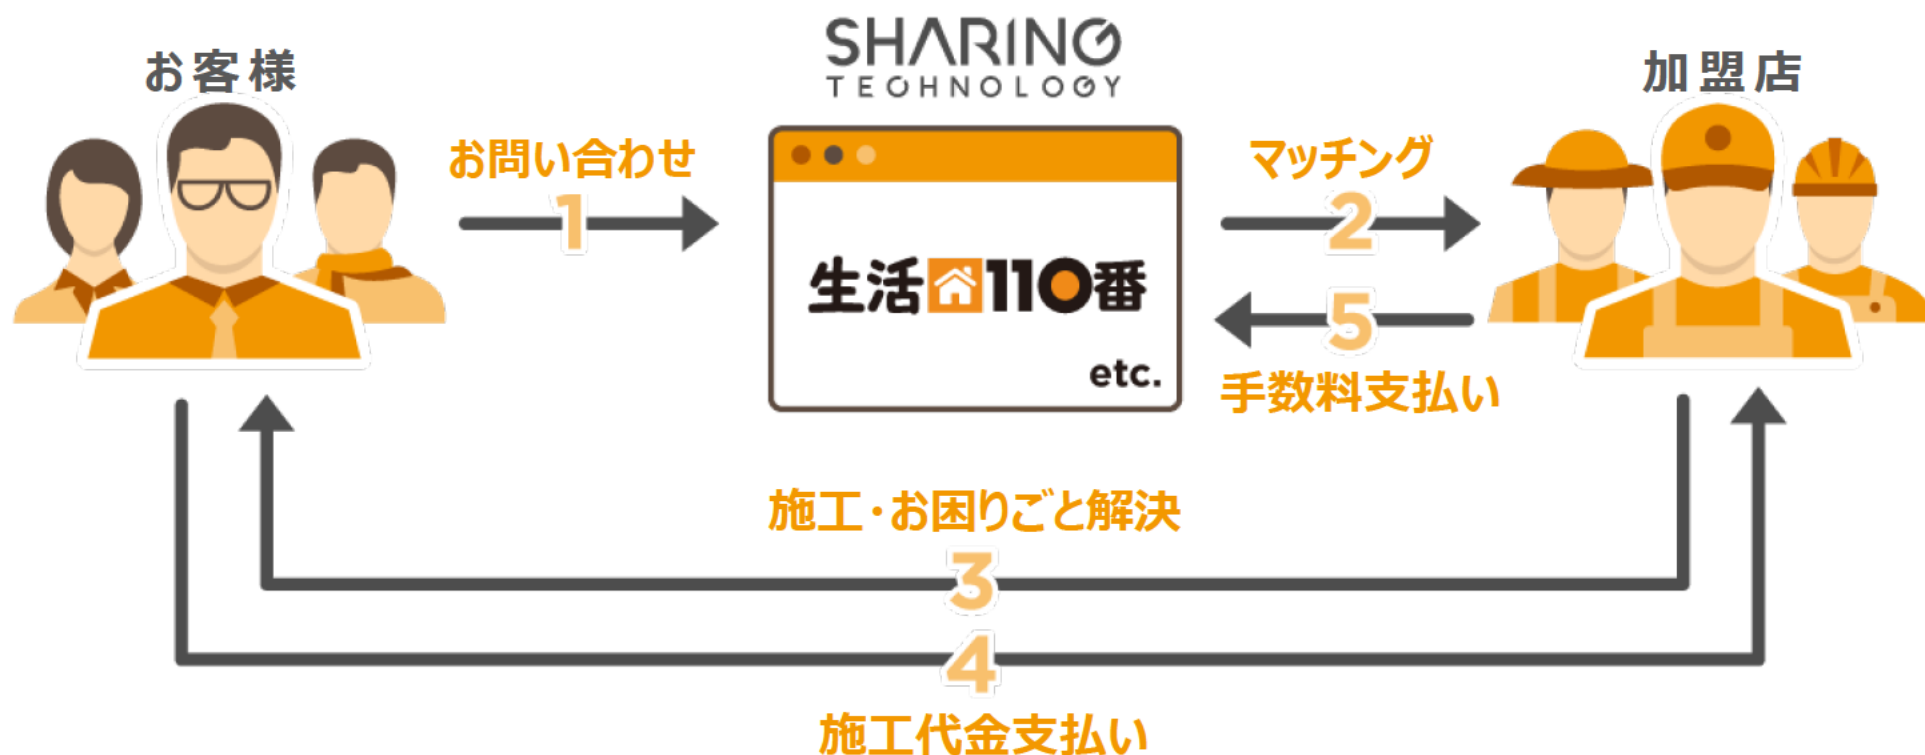 SHARING
TECHNOLOGY
お客様
加盟店
お問い合わせ
1
マッチング
2
生活110番
etc.
5
手数料支払い
施工・お困りごと解決
3
4
施工代金支払い